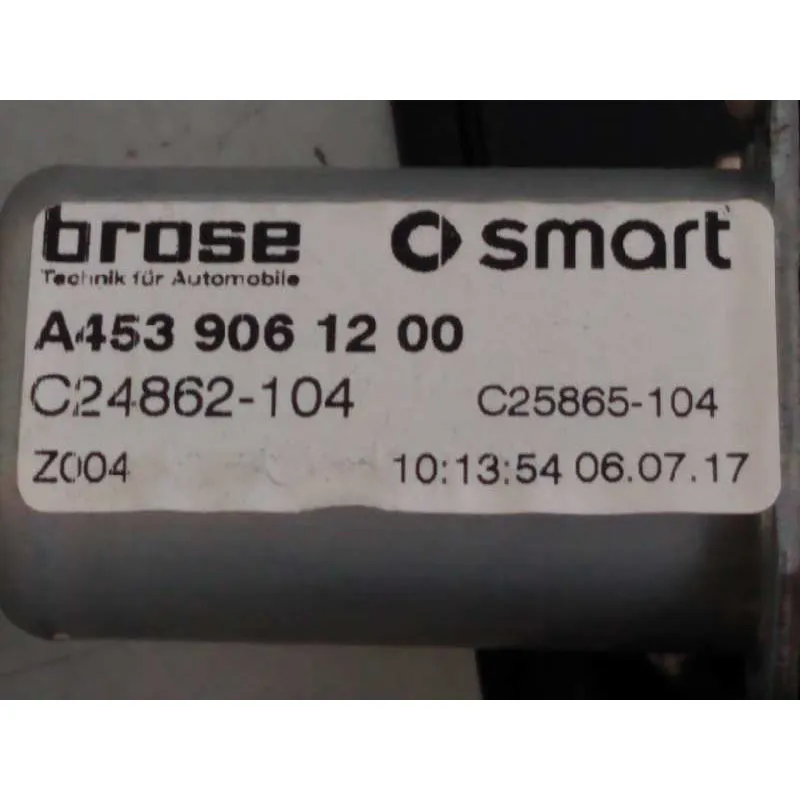 brose smart
Technik für Automobile
A453 906 12 00
C24862-104 C25865-104
Z004 10:13:54 06.07.17